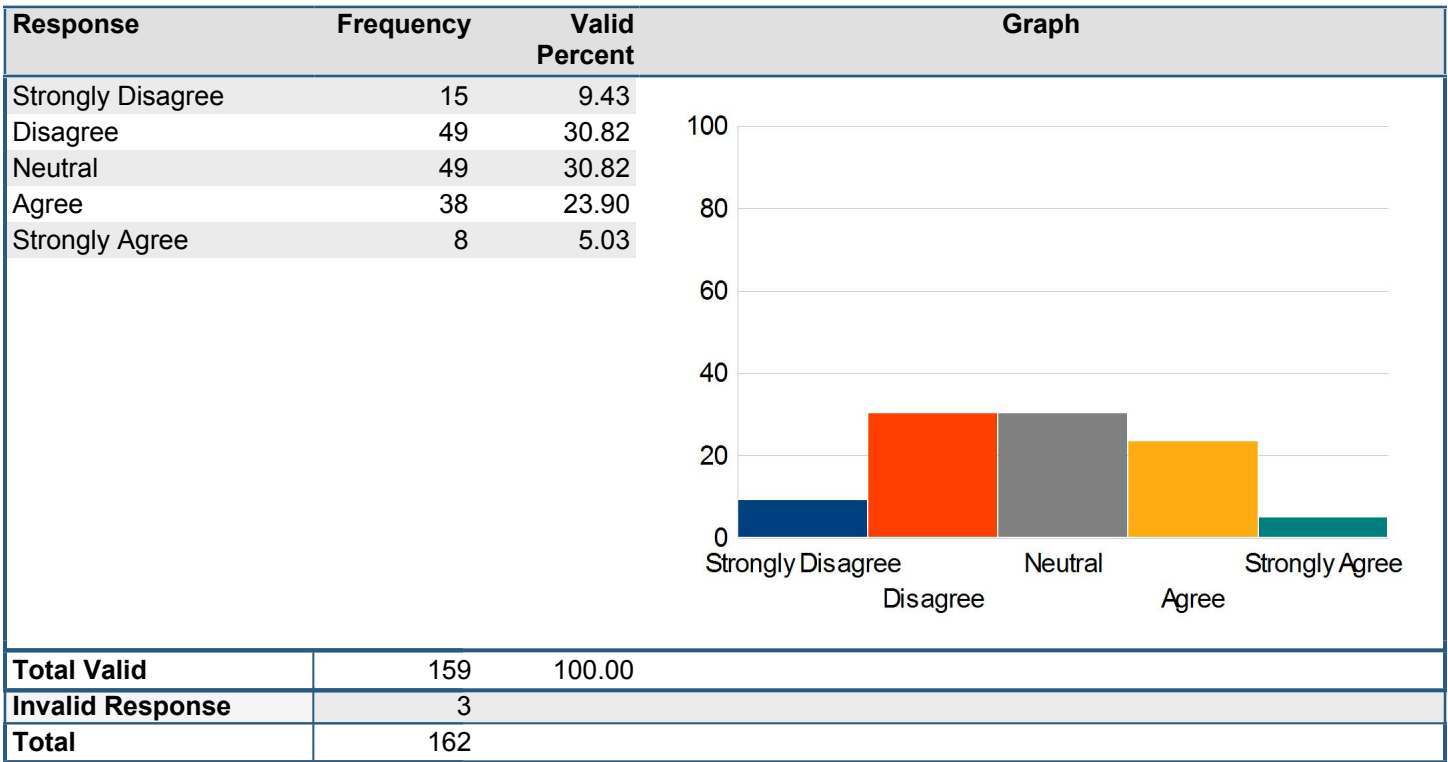 Response Frequency Valid Percent Graph
Strongly Disagree 15 9.43
Disagree 49 30.82
Neutral 49 30.82
Agree 38 23.90
Strongly Agree 8 5.03
100
80
60
40
20
0
Strongly Disagree Neutral Strongly Agree
Disagree Agree
Total Valid 159 100.00
Invalid Response 3
Total 162